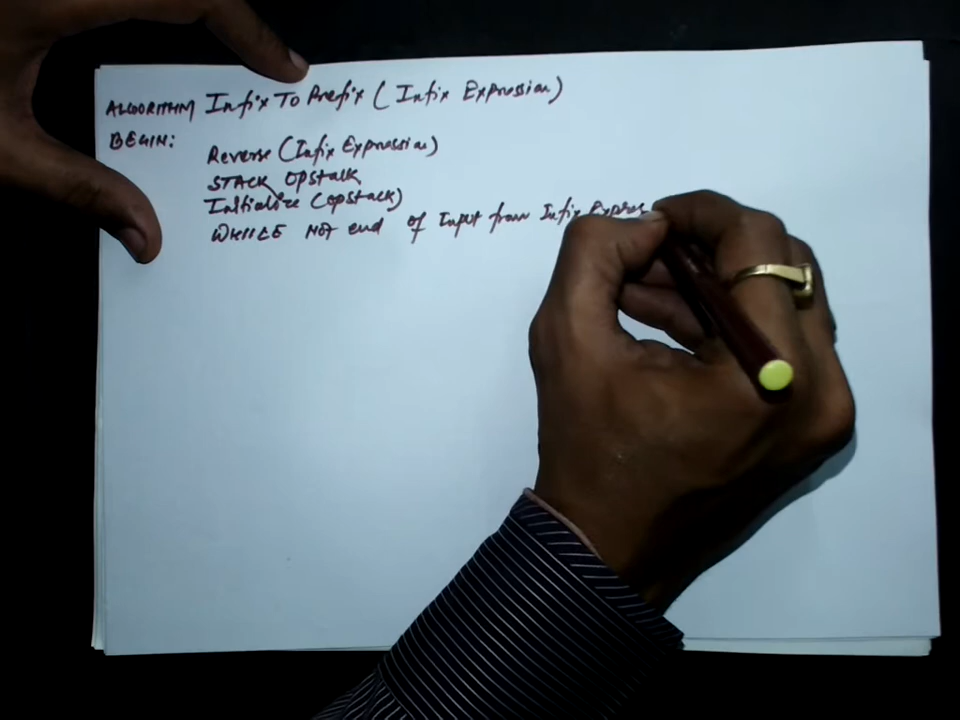 ALGORITHM Infix To Prefix (Infix Expression)
BEGIN:
Reverse (Infix Expression)
STACK OPstack
Initialize (opstack)
WHILE NOT end of Input from Infix Expres